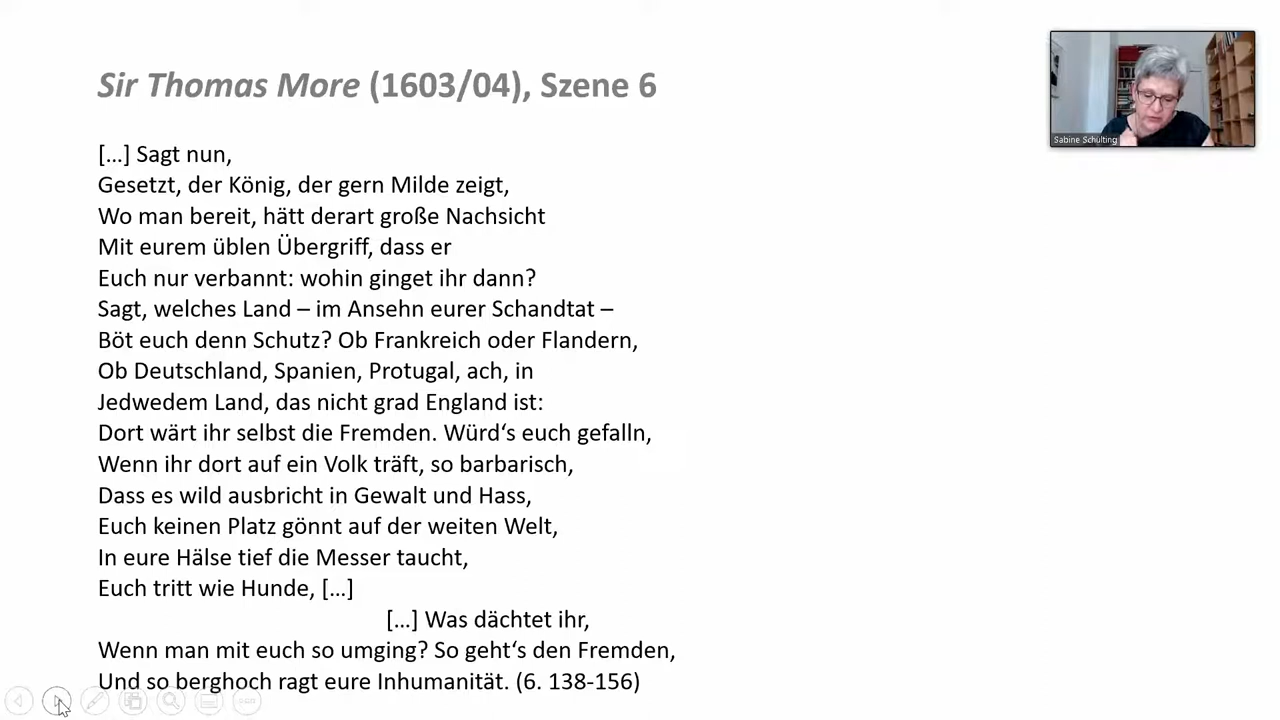 Sir Thomas More (1603/04), Szene 6
Sabine Schülting
[…] Sagt nun,
Gesetzt, der König, der gern Milde zeigt,
Wo man bereit, hätt derart große Nachsicht
Mit eurem üblen Übergriff, dass er
Euch nur verbannt: wohin ginget ihr dann?
Sagt, welches Land – im Ansehn eurer Schandtat –
Böt euch denn Schutz? Ob Frankreich oder Flandern,
Ob Deutschland, Spanien, Protugal, ach, in
Jedwedem Land, das nicht grad England ist:
Dort wärt ihr selbst die Fremden. Würd‘s euch gefalln,
Wenn ihr dort auf ein Volk träft, so barbarisch,
Dass es wild ausbricht in Gewalt und Hass,
Euch keinen Platz gönnt auf der weiten Welt,
In eure Hälse tief die Messer taucht,
Euch tritt wie Hunde, […]
[…] Was dächtet ihr,
Wenn man mit euch so umging? So geht‘s den Fremden,
Und so berghoch ragt eure Inhumanität. (6. 138-156)